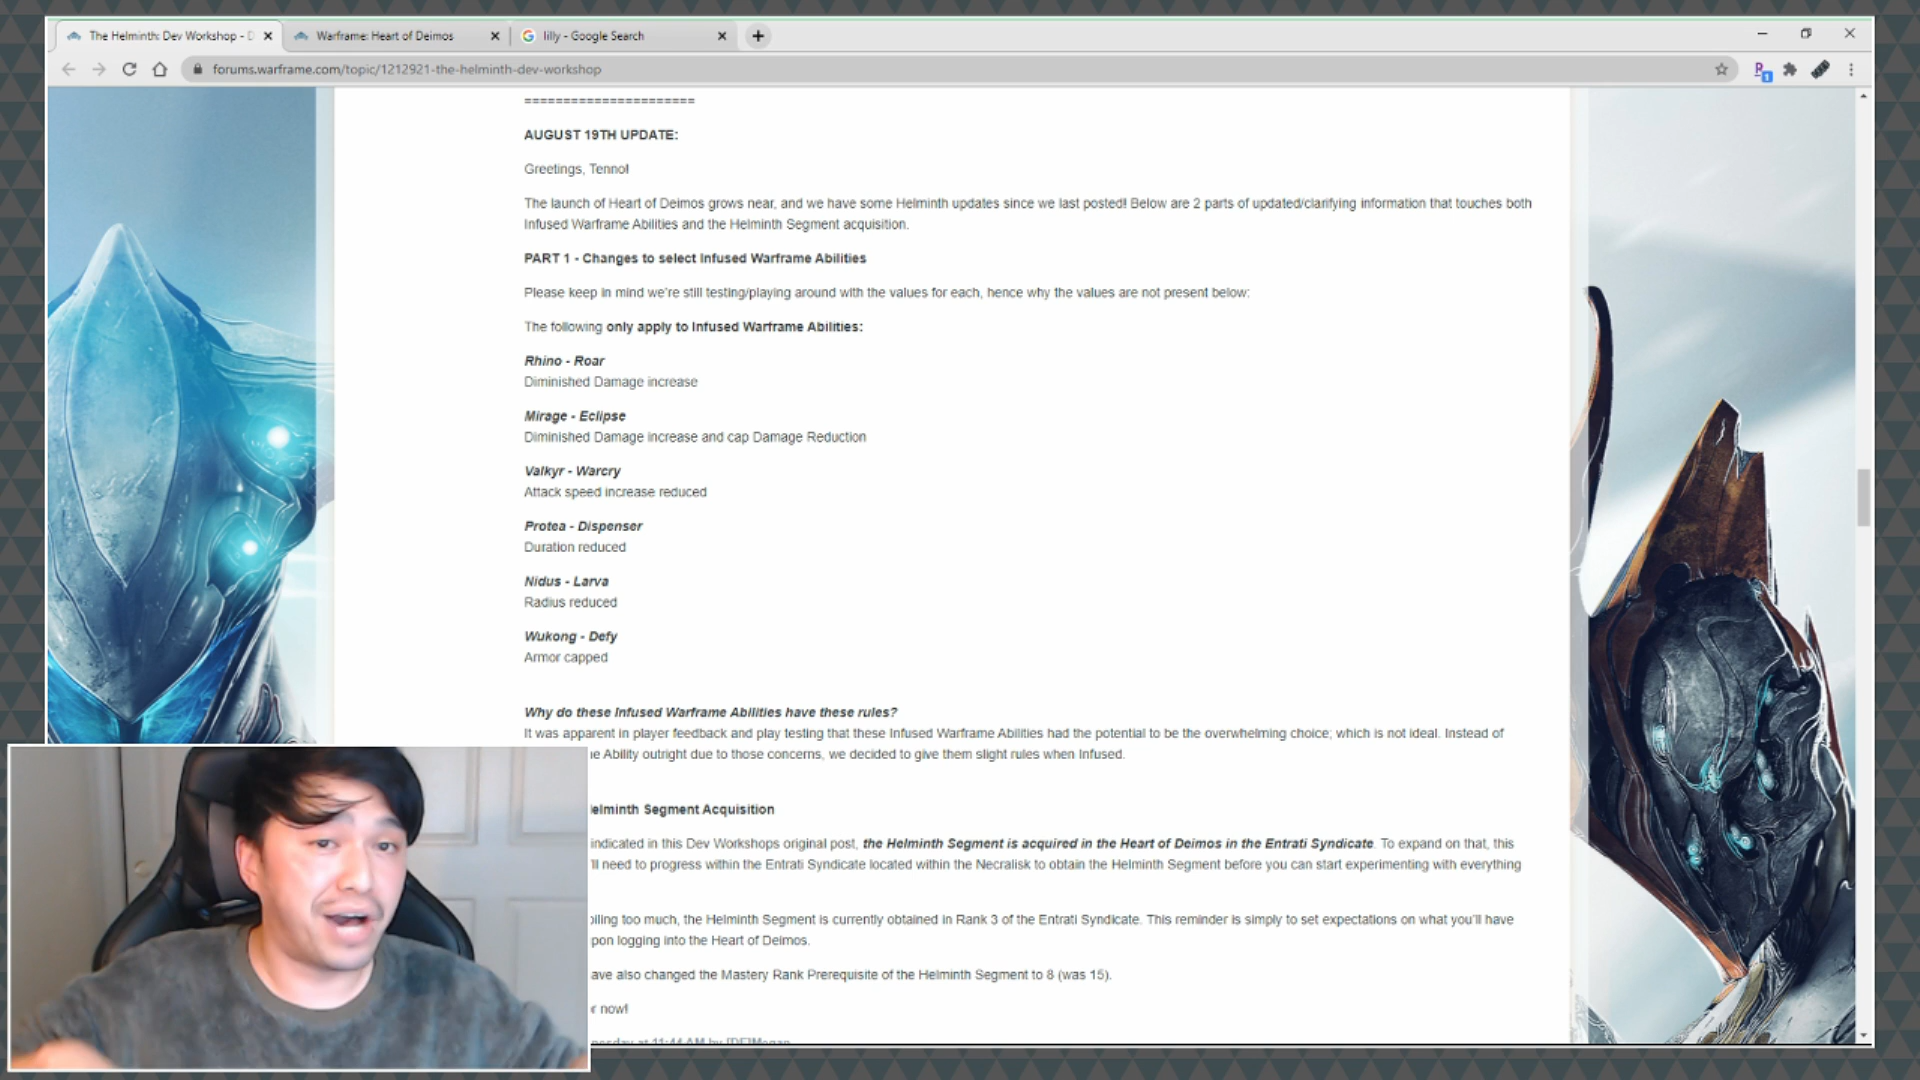 The Helminth: Dev Workshop - D
Warframe: Heart of Deimos
lilly - Google Search
forums.warframe.com/topic/1212921-the-helminth-dev-workshop
1
======================
AUGUST 19TH UPDATE:
Greetings, Tenno!
The launch of Heart of Deimos grows near, and we have some Helminth updates since we last posted! Below are 2 parts of updated/clarifying information that touches both
Infused Warframe Abilities and the Helminth Segment acquisition.
PART 1 - Changes to select Infused Warframe Abilities
Please keep in mind we're still testing/playing around with the values for each, hence why the values are not present below:
The following only apply to Infused Warframe Abilities:
Rhino - Roar
Diminished Damage increase
Mirage - Eclipse
Diminished Damage increase and cap Damage Reduction
Valkyr - Warcry
Attack speed increase reduced
Protea - Dispenser
Duration reduced
Nidus - Larva
Radius reduced
Wukong - Defy
Armor capped
Why do these Infused Warframe Abilities have these rules?
It was apparent in player feedback and play testing that these Infused Warframe Abilities had the potential to be the overwhelming choice; which is not ideal. Instead of
Ability outright due to those concerns, we decided to give them slight rules when Infused.
elminth Segment Acquisition
indicated in this Dev Workshops original post, the Helminth Segment is acquired in the Heart of Deimos in the Entrati Syndicate. To expand on that, this
'll need to progress within the Entrati Syndicate located within the Necralisk to obtain the Helminth Segment before you can start experimenting with everything
iling too much, the Helminth Segment is currently obtained in Rank 3 of the Entrati Syndicate. This reminder is simply to set expectations on what you'll have
pon logging into the Heart of Deimos.
ave also changed the Mastery Rank Prerequisite of the Helminth Segment to 8 (was 15).
r now!